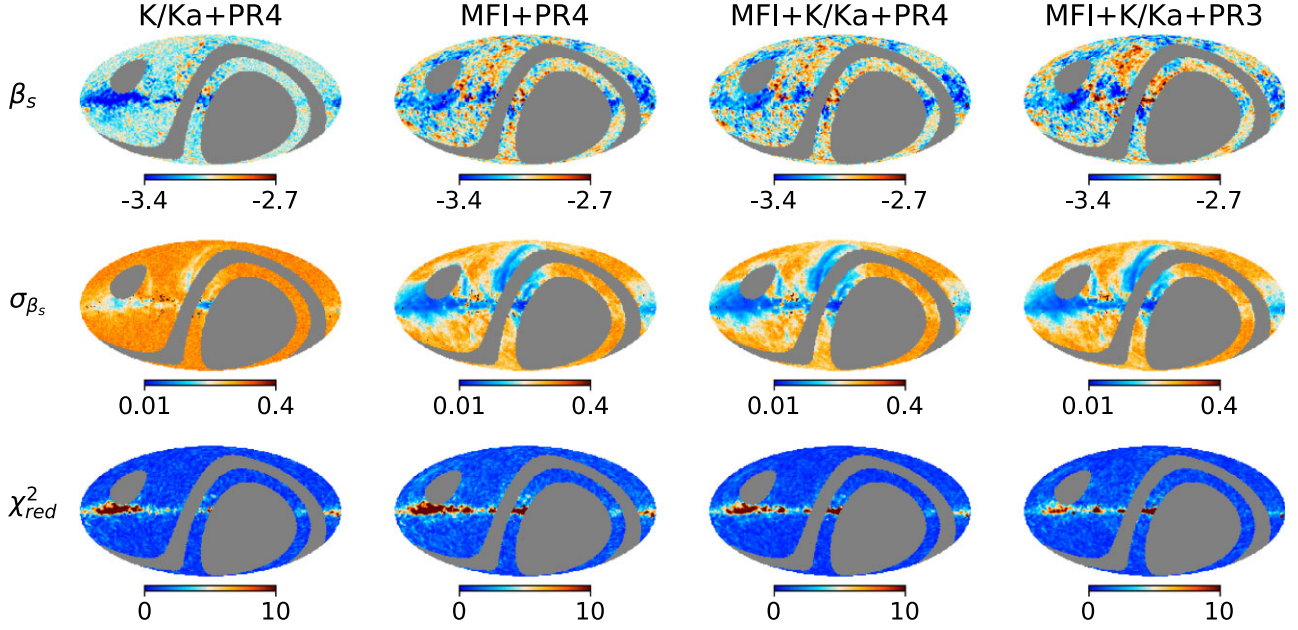 K/Ka+PR4 MFI+PR4 MFI+K/Ka+PR4 MFI+K/Ka+PR3
βs
-3.4 -2.7 -3.4 -2.7 -3.4 -2.7 -3.4 -2.7
σβs
0.01 0.4 0.01 0.4 0.01 0.4 0.01 0.4
χ²red
0 10 0 10 0 10 0 10